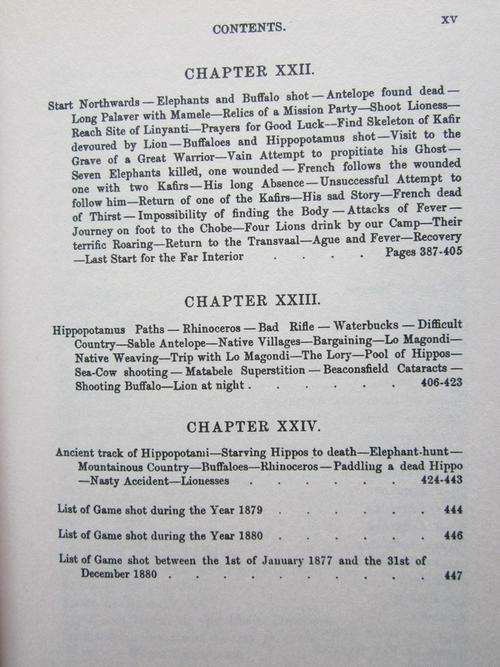 XV
CONTENTS.
CHAPTER XXII.
Start Northwards — Elephants and Buffalo shot — Antelope found dead —
Long Palaver with Mamele—Relics of a Mission Party—Shoot Lioness—
Reach Site of Linyanti—Prayers for Good Luck—Find Skeleton of Kafir
devoured by Lion—Buffaloes and Hippopotamus shot—Visit to the
Grave of a Great Warrior—Vain Attempt to propitiate his Ghost—
Seven Elephants killed, one wounded — French follows the wounded
one with two Kafirs—His long Absence—Unsuccessful Attempt to
follow him—Return of one of the Kafirs—His sad Story—French dead
of Thirst — Impossibility of finding the Body — Attacks of Fever —
Journey on foot to the Chobe—Four Lions drink by our Camp—Their
terrific Roaring—Return to the Transvaal—Ague and Fever—Recovery
—Last Start for the Far Interior . . . . Pages 387-405
CHAPTER XXIII.
Hippopotamus Paths — Rhinoceros — Bad Rifle — Waterbucks — Difficult
Country—Sable Antelope—Native Villages—Bargaining—Lo Magondi—
Native Weaving—Trip with Lo Magondi—The Lory—Pool of Hippos—
Sea-Cow shooting — Matabele Superstition — Beaconsfield Cataracts —
Shooting Buffalo—Lion at night . . . . . . 406-423
CHAPTER XXIV.
Ancient track of Hippopotami—Starving Hippos to death—Elephant-hunt—
Mountainous Country—Buffaloes—Rhinoceros—Paddling a dead Hippo
—Nasty Accident—Lionesses . . . . . . 424-443
List of Game shot during the Year 1879 . . . . . 444
List of Game shot during the Year 1880 . . . . . 446
List of Game shot between the 1st of January 1877 and the 31st of
December 1880 . . . . . . . . 447